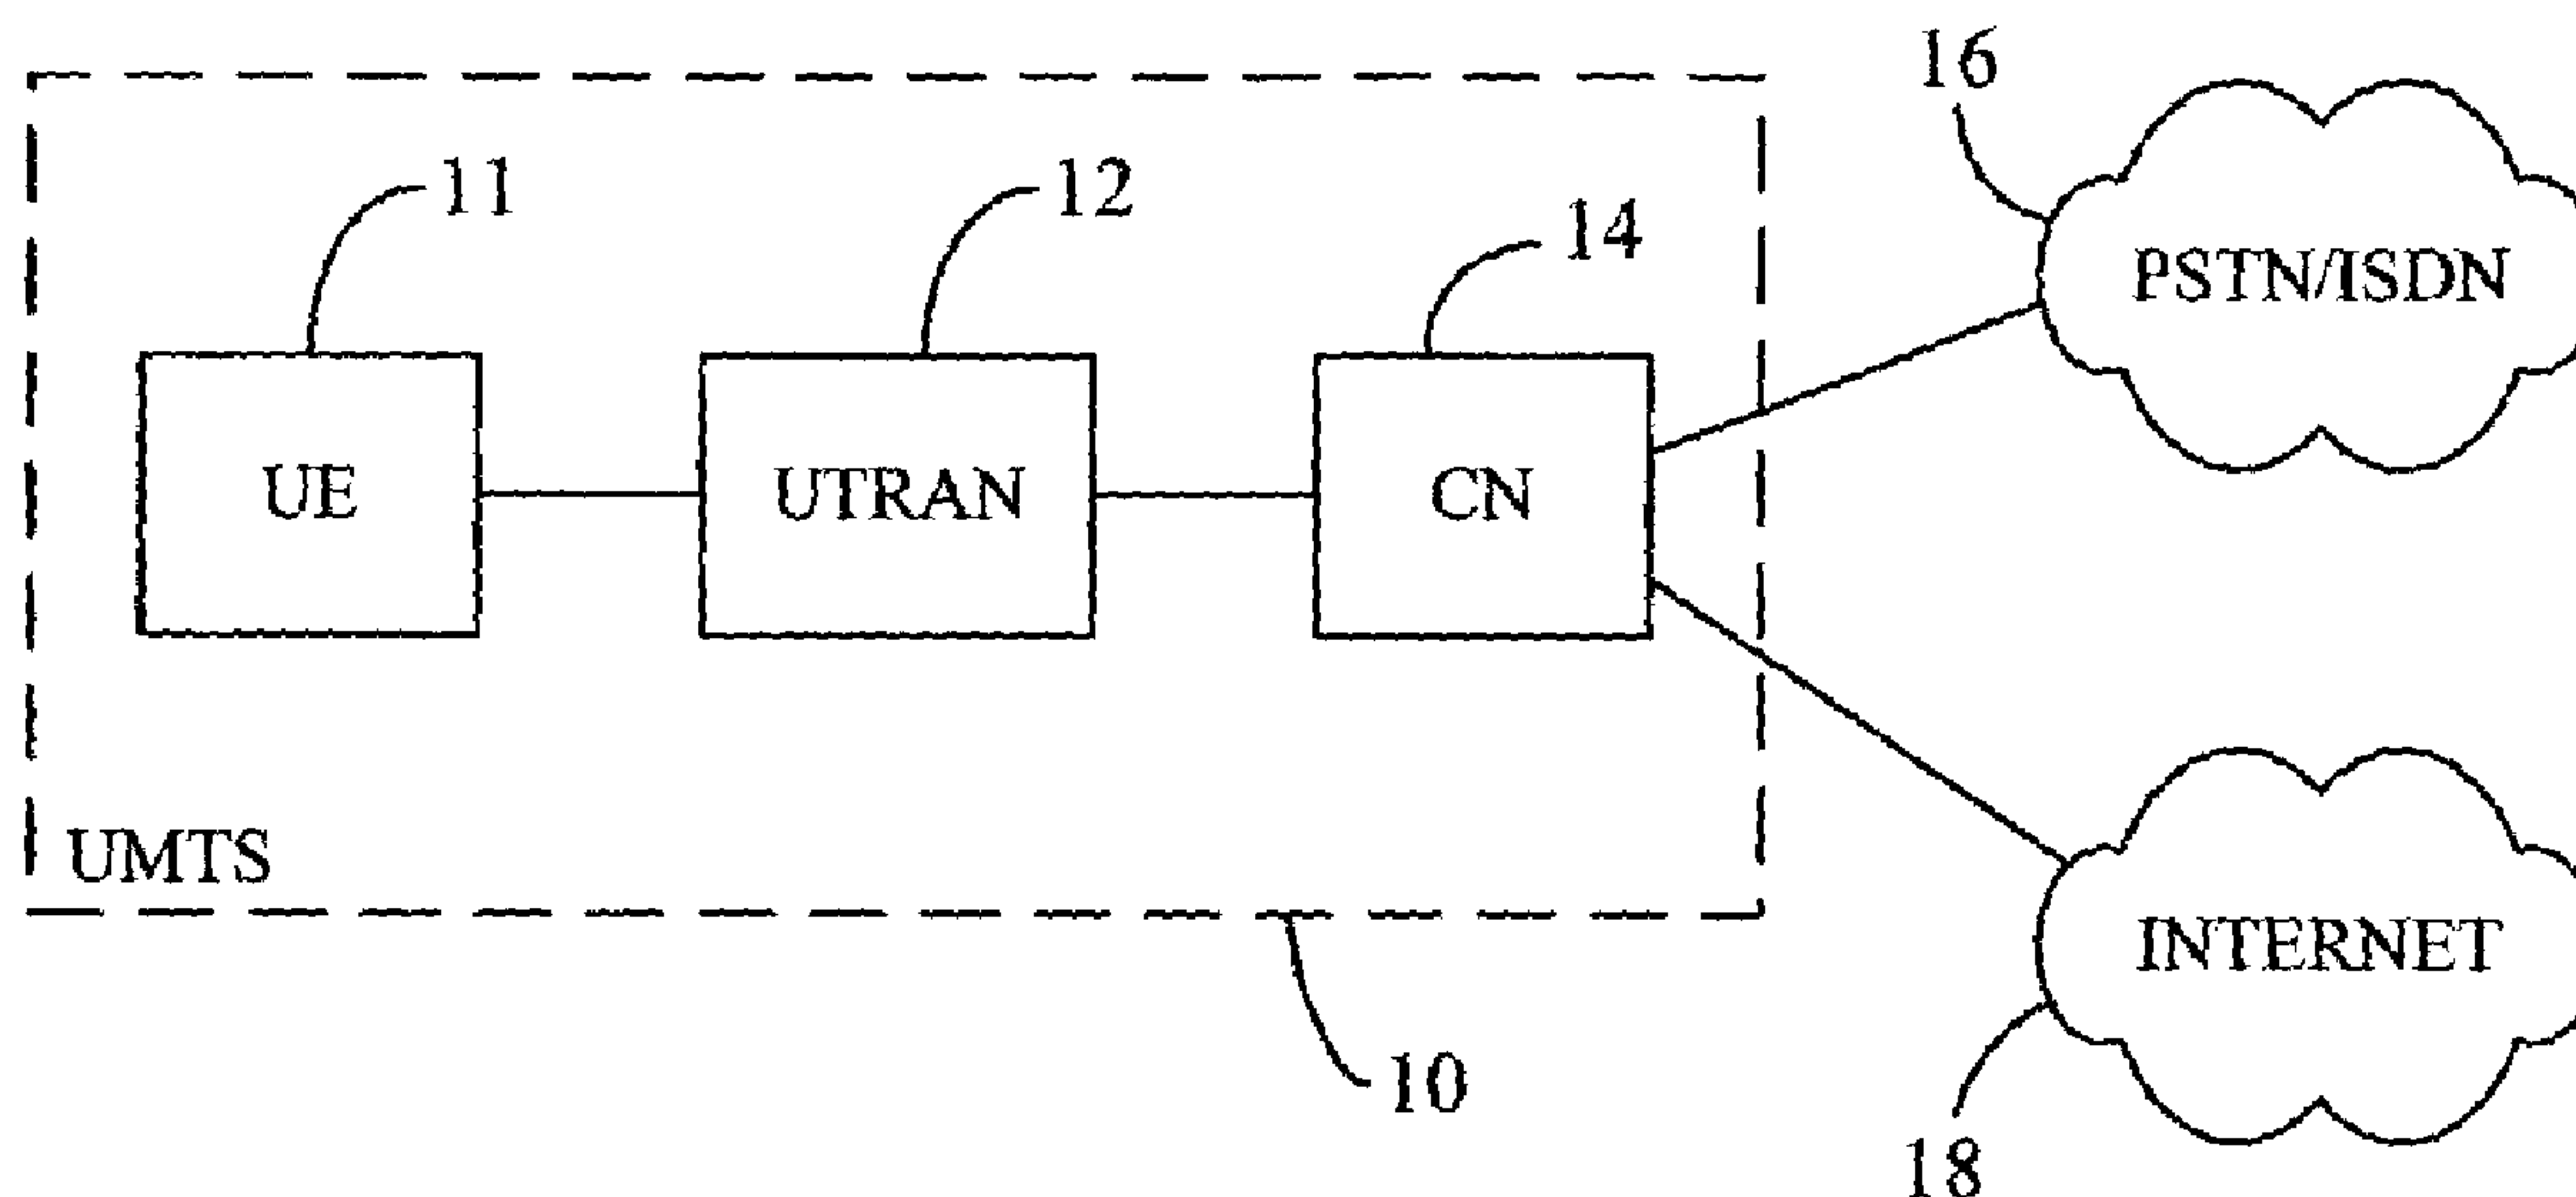 16
11
12
14
PSTN/ISDN
UE
UTRAN
CN
UMTS
INTERNET
10
18